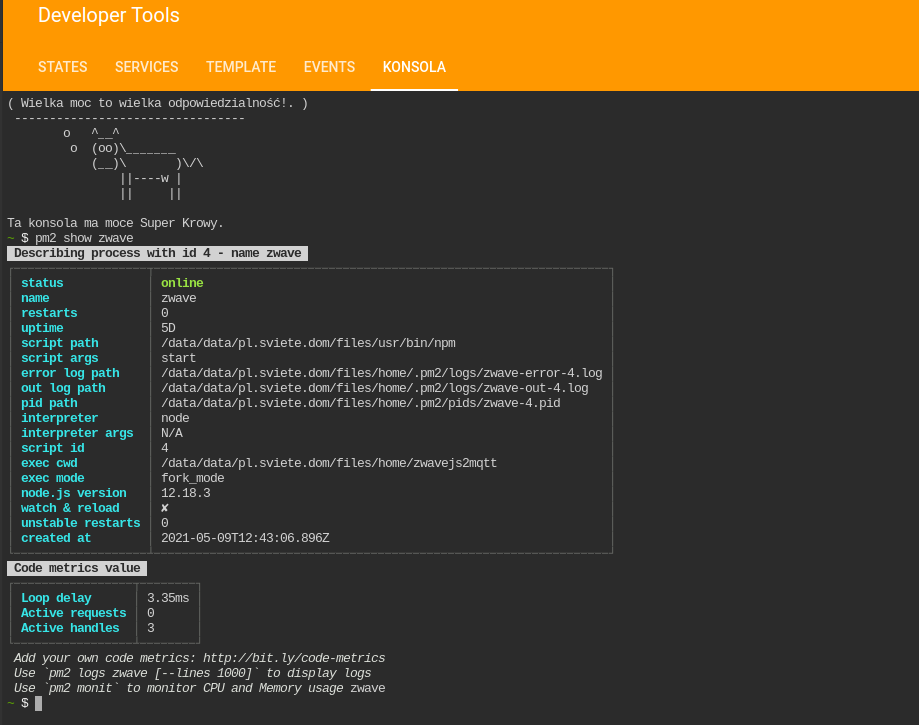 Developer Tools
STATES SERVICES TEMPLATE EVENTS KONSOLA
( Wielka moc to wielka odpowiedzialność!. )
---------------------------------
o ^__^
o (oo)\_______
(__)\ )\/\
||----w |
|| ||
Ta konsola ma moce Super Krowy.
~ $ pm2 show zwave
Describing process with id 4 - name zwave
status online
name zwave
restarts 0
uptime 5D
script path /data/data/pl.sviete.dom/files/usr/bin/npm
script args start
error log path /data/data/pl.sviete.dom/files/home/.pm2/logs/zwave-error-4.log
out log path /data/data/pl.sviete.dom/files/home/.pm2/logs/zwave-out-4.log
pid path /data/data/pl.sviete.dom/files/home/.pm2/pids/zwave-4.pid
interpreter node
interpreter args N/A
script id 4
exec cwd /data/data/pl.sviete.dom/files/home/zwavejs2mqtt
exec mode fork_mode
node.js version 12.18.3
watch & reload ✘
unstable restarts 0
created at 2021-05-09T12:43:06.896Z
Code metrics value
Loop delay 3.35ms
Active requests 0
Active handles 3
Add your own code metrics: http://bit.ly/code-metrics
Use `pm2 logs zwave [--lines 1000]` to display logs
Use `pm2 monit` to monitor CPU and Memory usage zwave
~ $